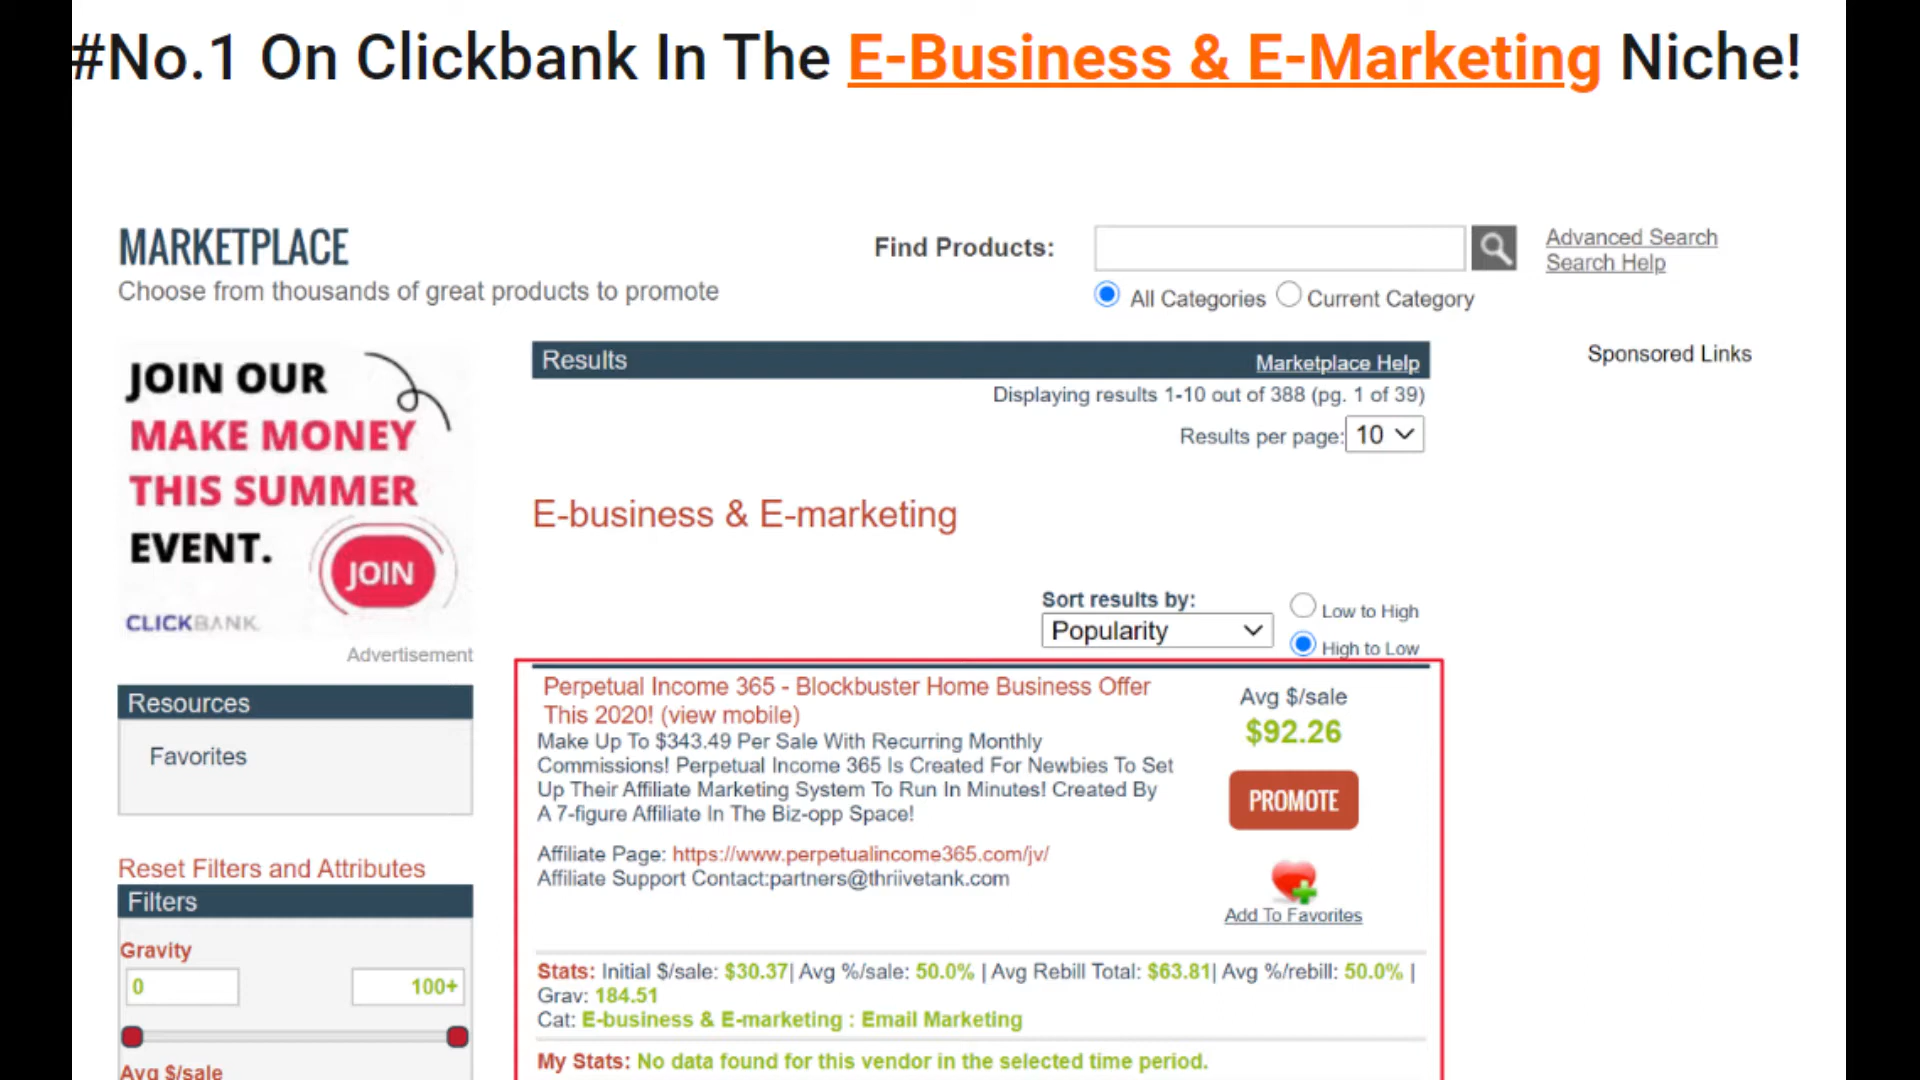 #No.1 On Clickbank In The E-Business & E-Marketing Niche!
MARKETPLACE
Choose from thousands of great products to promote
Find Products:
Advanced Search
Search Help
All Categories
Current Category
JOIN OUR
MAKE MONEY
THIS SUMMER
EVENT.
JOIN
CLICKBANK
Advertisement
Resources
Favorites
Reset Filters and Attributes
Filters
Gravity
0
100+
Avg $/sale
Results
Marketplace Help
Displaying results 1-10 out of 388 (pg. 1 of 39)
Results per page: 10
Sponsored Links
E-business & E-marketing
Sort results by:
Popularity
Low to High
High to Low
Perpetual Income 365 - Blockbuster Home Business Offer
This 2020! (view mobile)
Make Up To $343.49 Per Sale With Recurring Monthly
Commissions! Perpetual Income 365 Is Created For Newbies To Set
Up Their Affiliate Marketing System To Run In Minutes! Created By
A 7-figure Affiliate In The Biz-opp Space!
Affiliate Page: https://www.perpetualincome365.com/jv/
Affiliate Support Contact:partners@thriivetank.com
Avg $/sale
$92.26
PROMOTE
Add To Favorites
Stats: Initial $/sale: $30.37| Avg %/sale: 50.0% | Avg Rebill Total: $63.81| Avg %/rebill: 50.0% |
Grav: 184.51
Cat: E-business & E-marketing : Email Marketing
My Stats: No data found for this vendor in the selected time period.